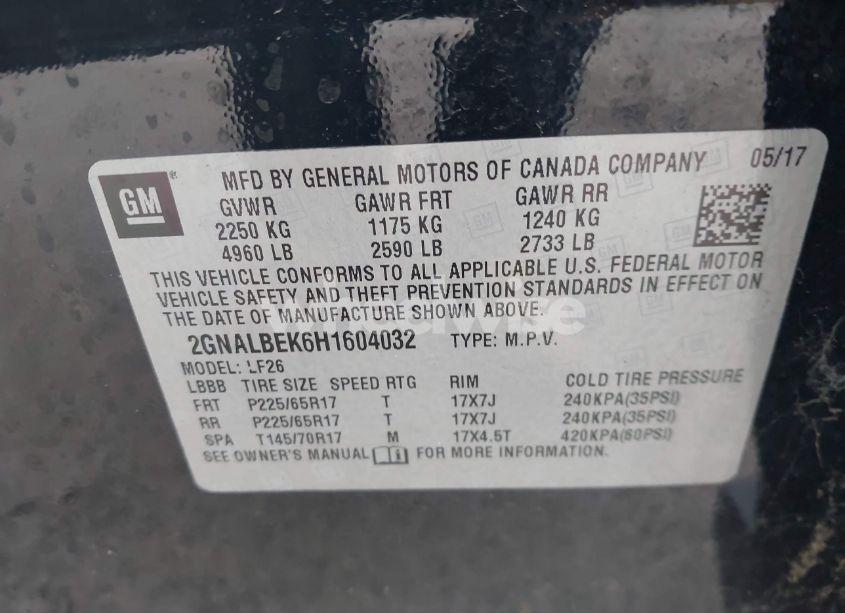 GM
MFD BY GENERAL MOTORS OF CANADA COMPANY 05/17
GVWR GAWR FRT GAWR RR
2250 KG 1175 KG 1240 KG
4960 LB 2590 LB 2733 LB
THIS VEHICLE CONFORMS TO ALL APPLICABLE U.S. FEDERAL MOTOR
VEHICLE SAFETY AND THEFT PREVENTION STANDARDS IN EFFECT ON
THE DATE OF MANUFACTURE SHOWN ABOVE.
wheelwise
2GNALBEK6H1604032 TYPE: M.P.V.
MODEL: LF26
LBBB TIRE SIZE SPEED RTG RIM COLD TIRE PRESSURE
FRT P225/65R17 T 17X7J 240KPA(35PSI)
RR P225/65R17 T 17X7J 240KPA(35PSI)
SPA T145/70R17 M 17X4.5T 420KPA(60PSI)
SEE OWNER'S MANUAL FOR MORE INFORMATION.